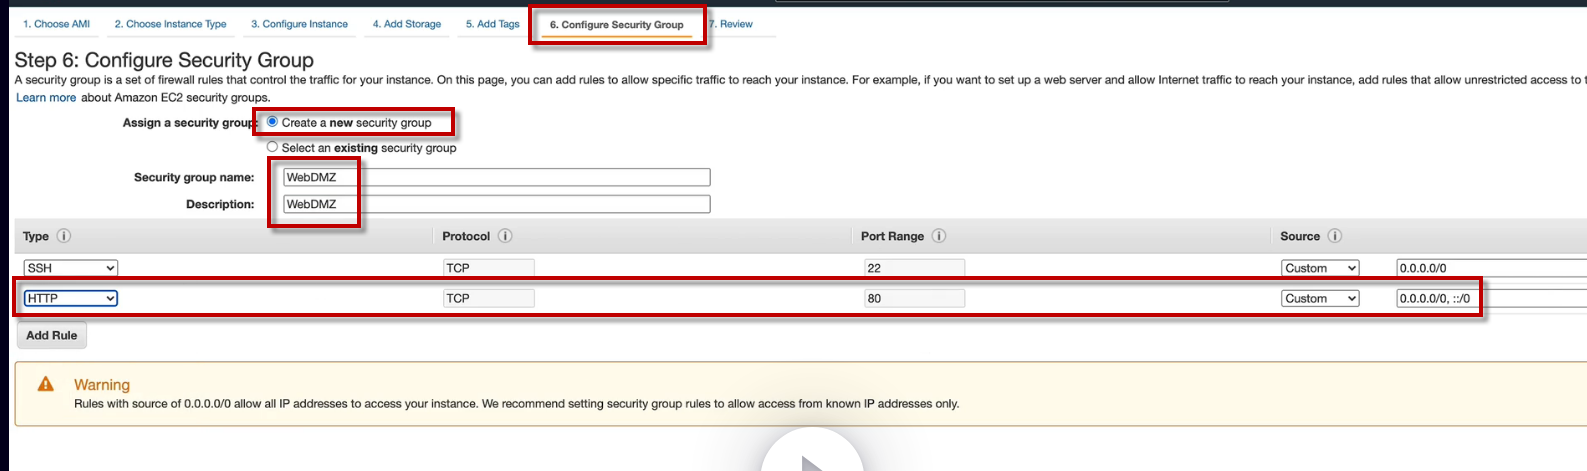 1. Choose AMI 2. Choose Instance Type 3. Configure Instance 4. Add Storage 5. Add Tags 6. Configure Security Group 7. Review
Step 6: Configure Security Group
A security group is a set of firewall rules that control the traffic for your instance. On this page, you can add rules to allow specific traffic to reach your instance. For example, if you want to set up a web server and allow Internet traffic to reach your instance, add rules that allow unrestricted access to
Learn more about Amazon EC2 security groups.
Assign a security group: Create a new security group
Select an existing security group
Security group name: WebDMZ
Description: WebDMZ
Type i Protocol i Port Range i Source i
SSH TCP 22 Custom 0.0.0.0/0
HTTP TCP 80 Custom 0.0.0.0/0, ::/0
Add Rule
Warning
Rules with source of 0.0.0.0/0 allow all IP addresses to access your instance. We recommend setting security group rules to allow access from known IP addresses only.